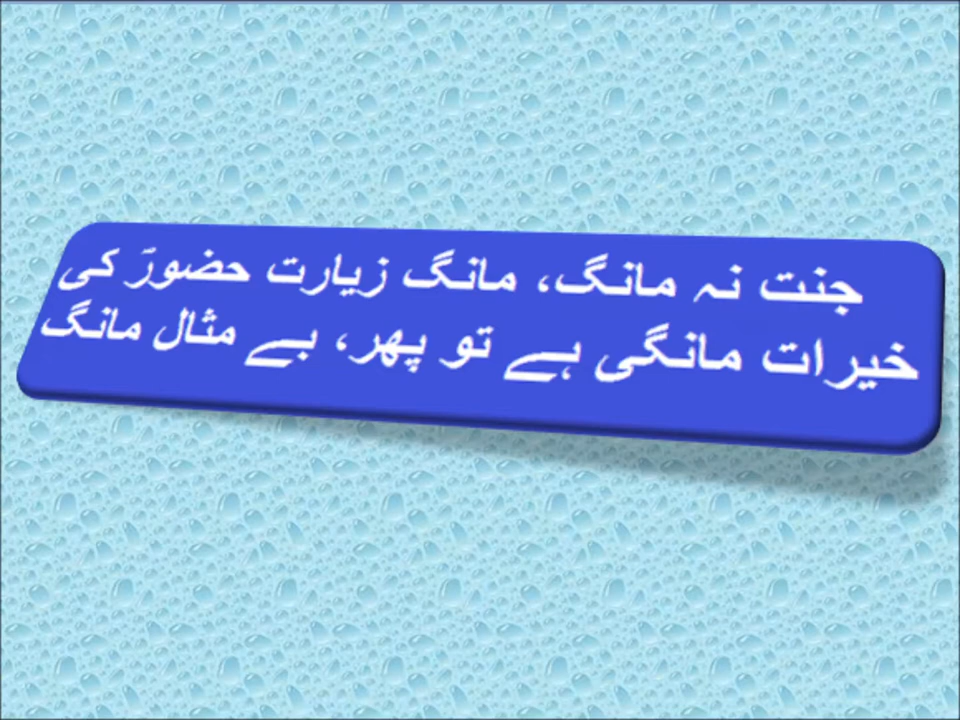 جنت نہ مانگ، مانگ زیارت حضورؐ کی
خیرات مانگی ہے تو پھر، بے مثال مانگ